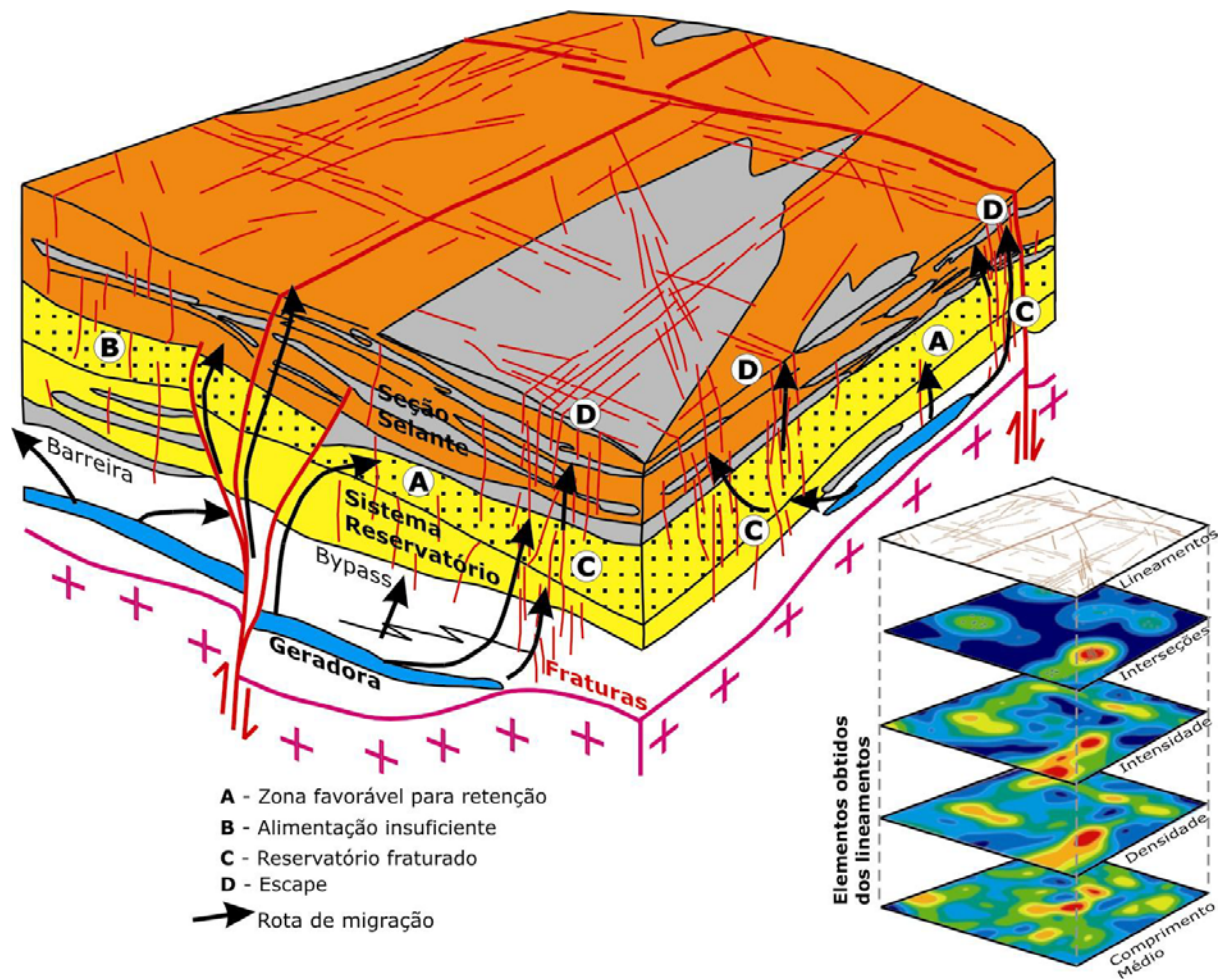 D
C
B
A
D
D
Seção
Selante
Barreira
A
C
Sistema
Reservatório
C
Bypass
Geradora
Fraturas
Lineamentos
Interseções
Intensidade
Densidade
Comprimento
Médio
Elementos obtidos
dos lineamentos
A - Zona favorável para retenção
B - Alimentação insuficiente
C - Reservatório fraturado
D - Escape
Rota de migração